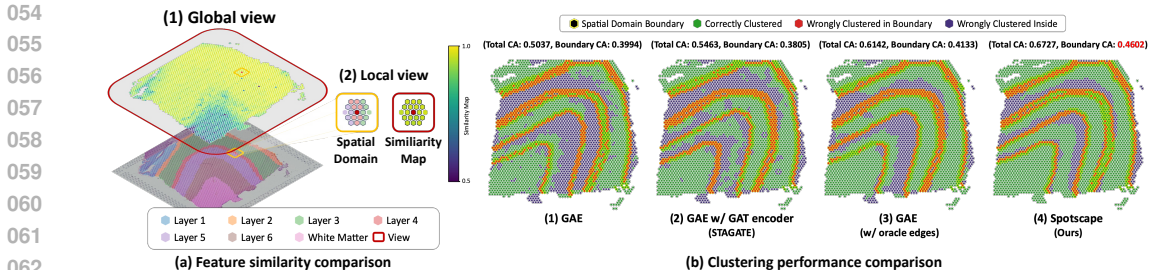 054
055
056
057
058
059
060
061
062
(1) Global view
(2) Local view
Spatial
Domain
Similiarity
Map
1.0
Similarity Map
0.5
Layer 1
Layer 2
Layer 3
Layer 4
Layer 5
Layer 6
White Matter
View
(a) Feature similarity comparison
Spatial Domain Boundary
Correctly Clustered
Wrongly Clustered in Boundary
Wrongly Clustered Inside
(Total CA: 0.5037, Boundary CA: 0.3994)
(Total CA: 0.5463, Boundary CA: 0.3805)
(Total CA: 0.6142, Boundary CA: 0.4133)
(Total CA: 0.6727, Boundary CA: 0.4602)
(1) GAE
(2) GAE w/ GAT encoder
(STAGATE)
(3) GAE
(w/ oracle edges)
(4) Spotscape
(Ours)
(b) Clustering performance comparison